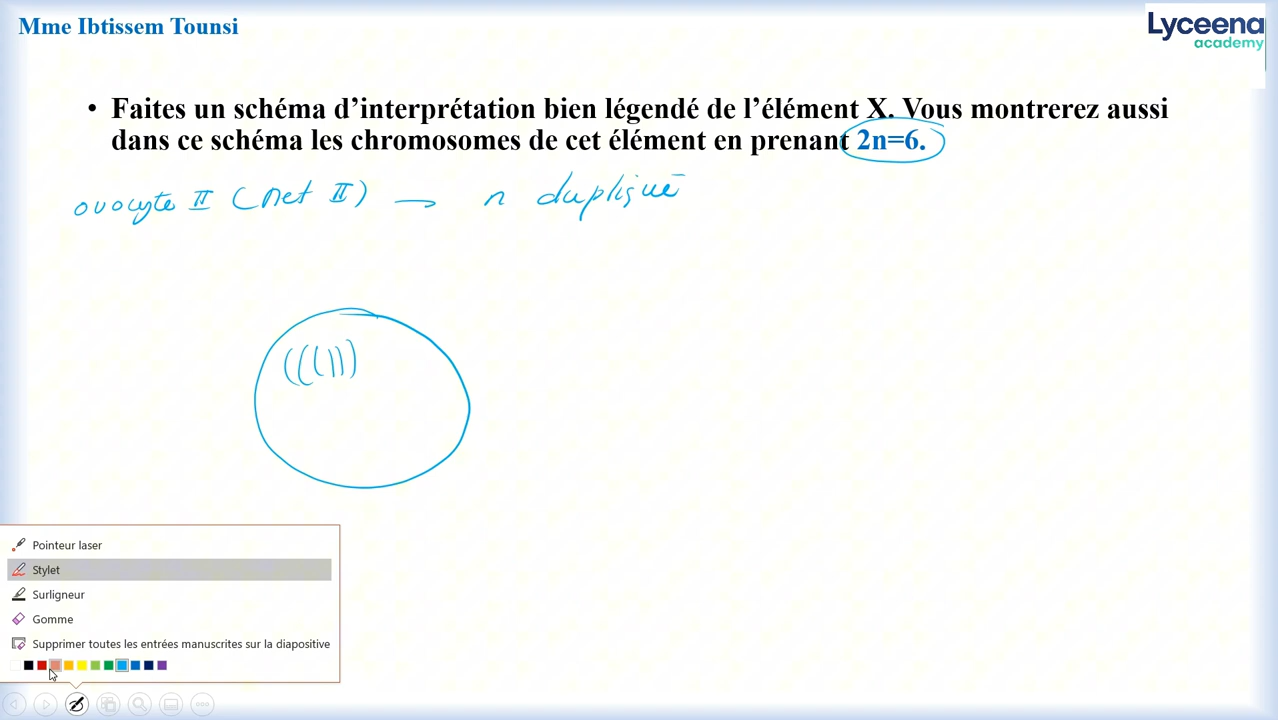 Mme Ibtissem Tounsi
Lyceena
academy
• Faites un schéma d’interprétation bien légendé de l’élément X. Vous montrerez aussi
dans ce schéma les chromosomes de cet élément en prenant 2n=6.
ovocyte II (Met II) → n dupliqué
Pointeur laser
Stylet
Surligneur
Gomme
Supprimer toutes les entrées manuscrites sur la diapositive